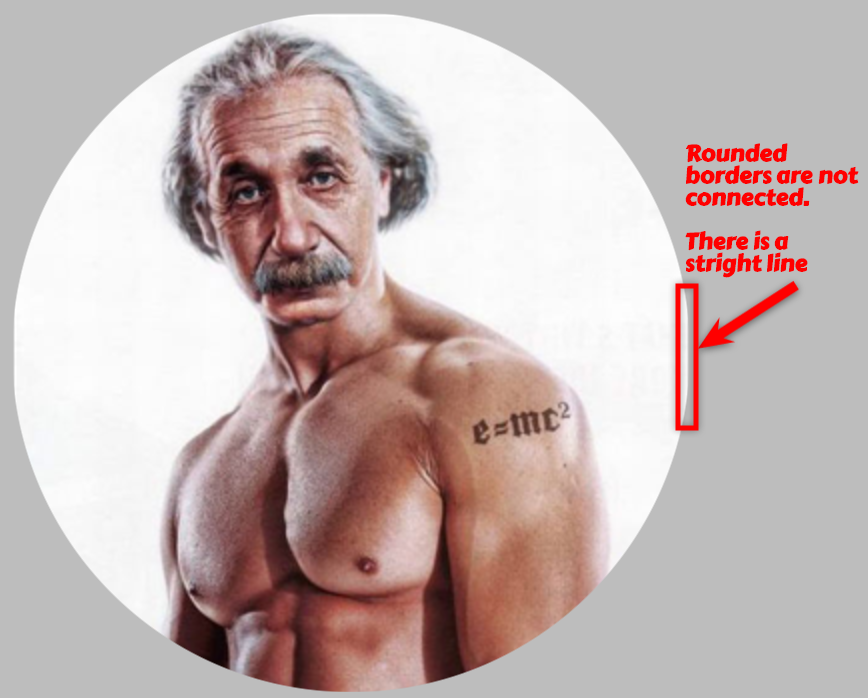 Rounded
borders are not
connected.
There is a
stright line
e=mc²